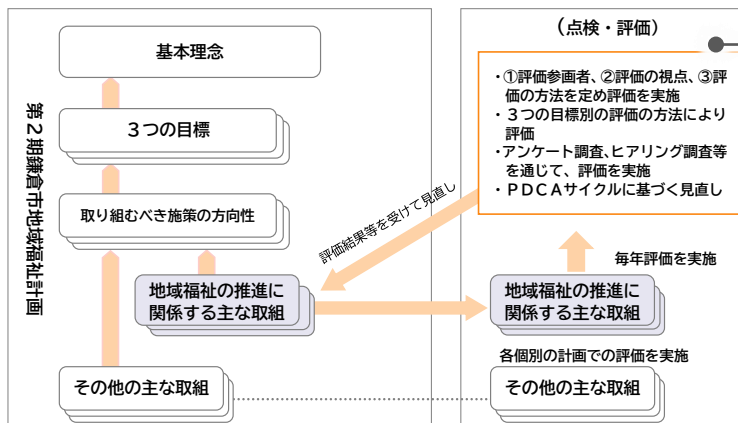 第２期鎌倉市地域福祉計画
基本理念
３つの目標
取り組むべき施策の方向性
地域福祉の推進に
関係する主な取組
その他の主な取組
評価結果等を受けて見直し
（点検・評価）
・①評価参画者、②評価の視点、③評
価の方法を定め評価を実施
・３つの目標別の評価の方法により
評価
・アンケート調査、ヒアリング調査等
を通じて、評価を実施
・ＰＤＣＡサイクルに基づく見直し
毎年評価を実施
地域福祉の推進に
関係する主な取組
各個別の計画での評価を実施
その他の主な取組